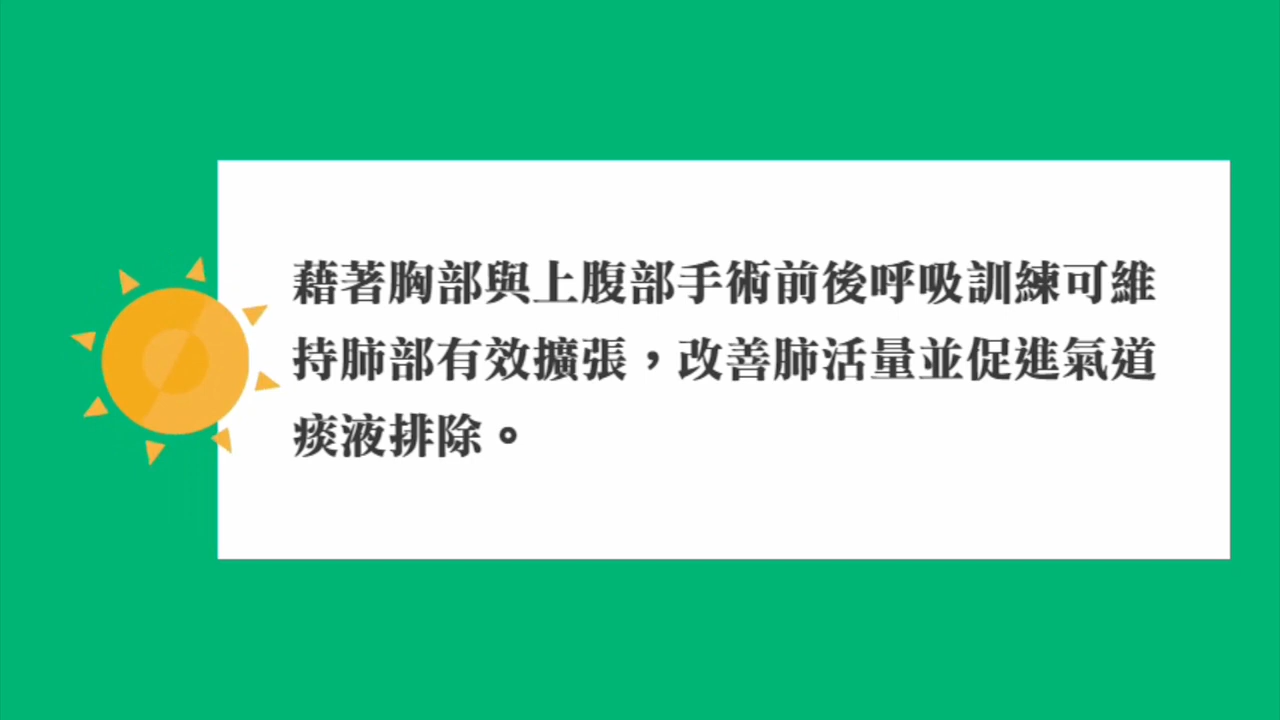 藉著胸部與上腹部手術前後呼吸訓練可維
持肺部有效擴張，改善肺活量並促進氣道
痰液排除。